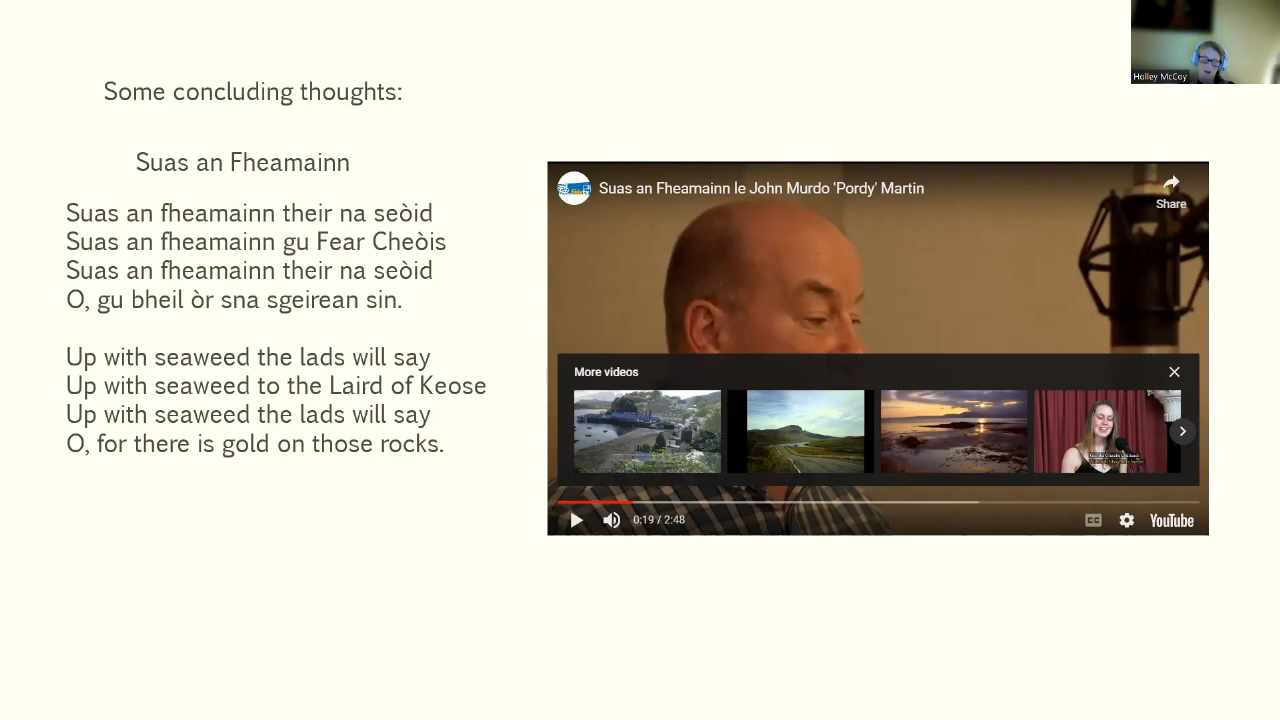 Some concluding thoughts:
Suas an Fheamainn
Suas an fheamainn their na seòid
Suas an fheamainn gu Fear Cheòis
Suas an fheamainn their na seòid
O, gu bheil òr sna sgeirean sin.
Up with seaweed the lads will say
Up with seaweed to the Laird of Keose
Up with seaweed the lads will say
O, for there is gold on those rocks.
Holley McCoy
Suas an Fheamainn le John Murdo 'Pordy' Martin
Share
More videos
0:19 / 2:48
CC
YouTube